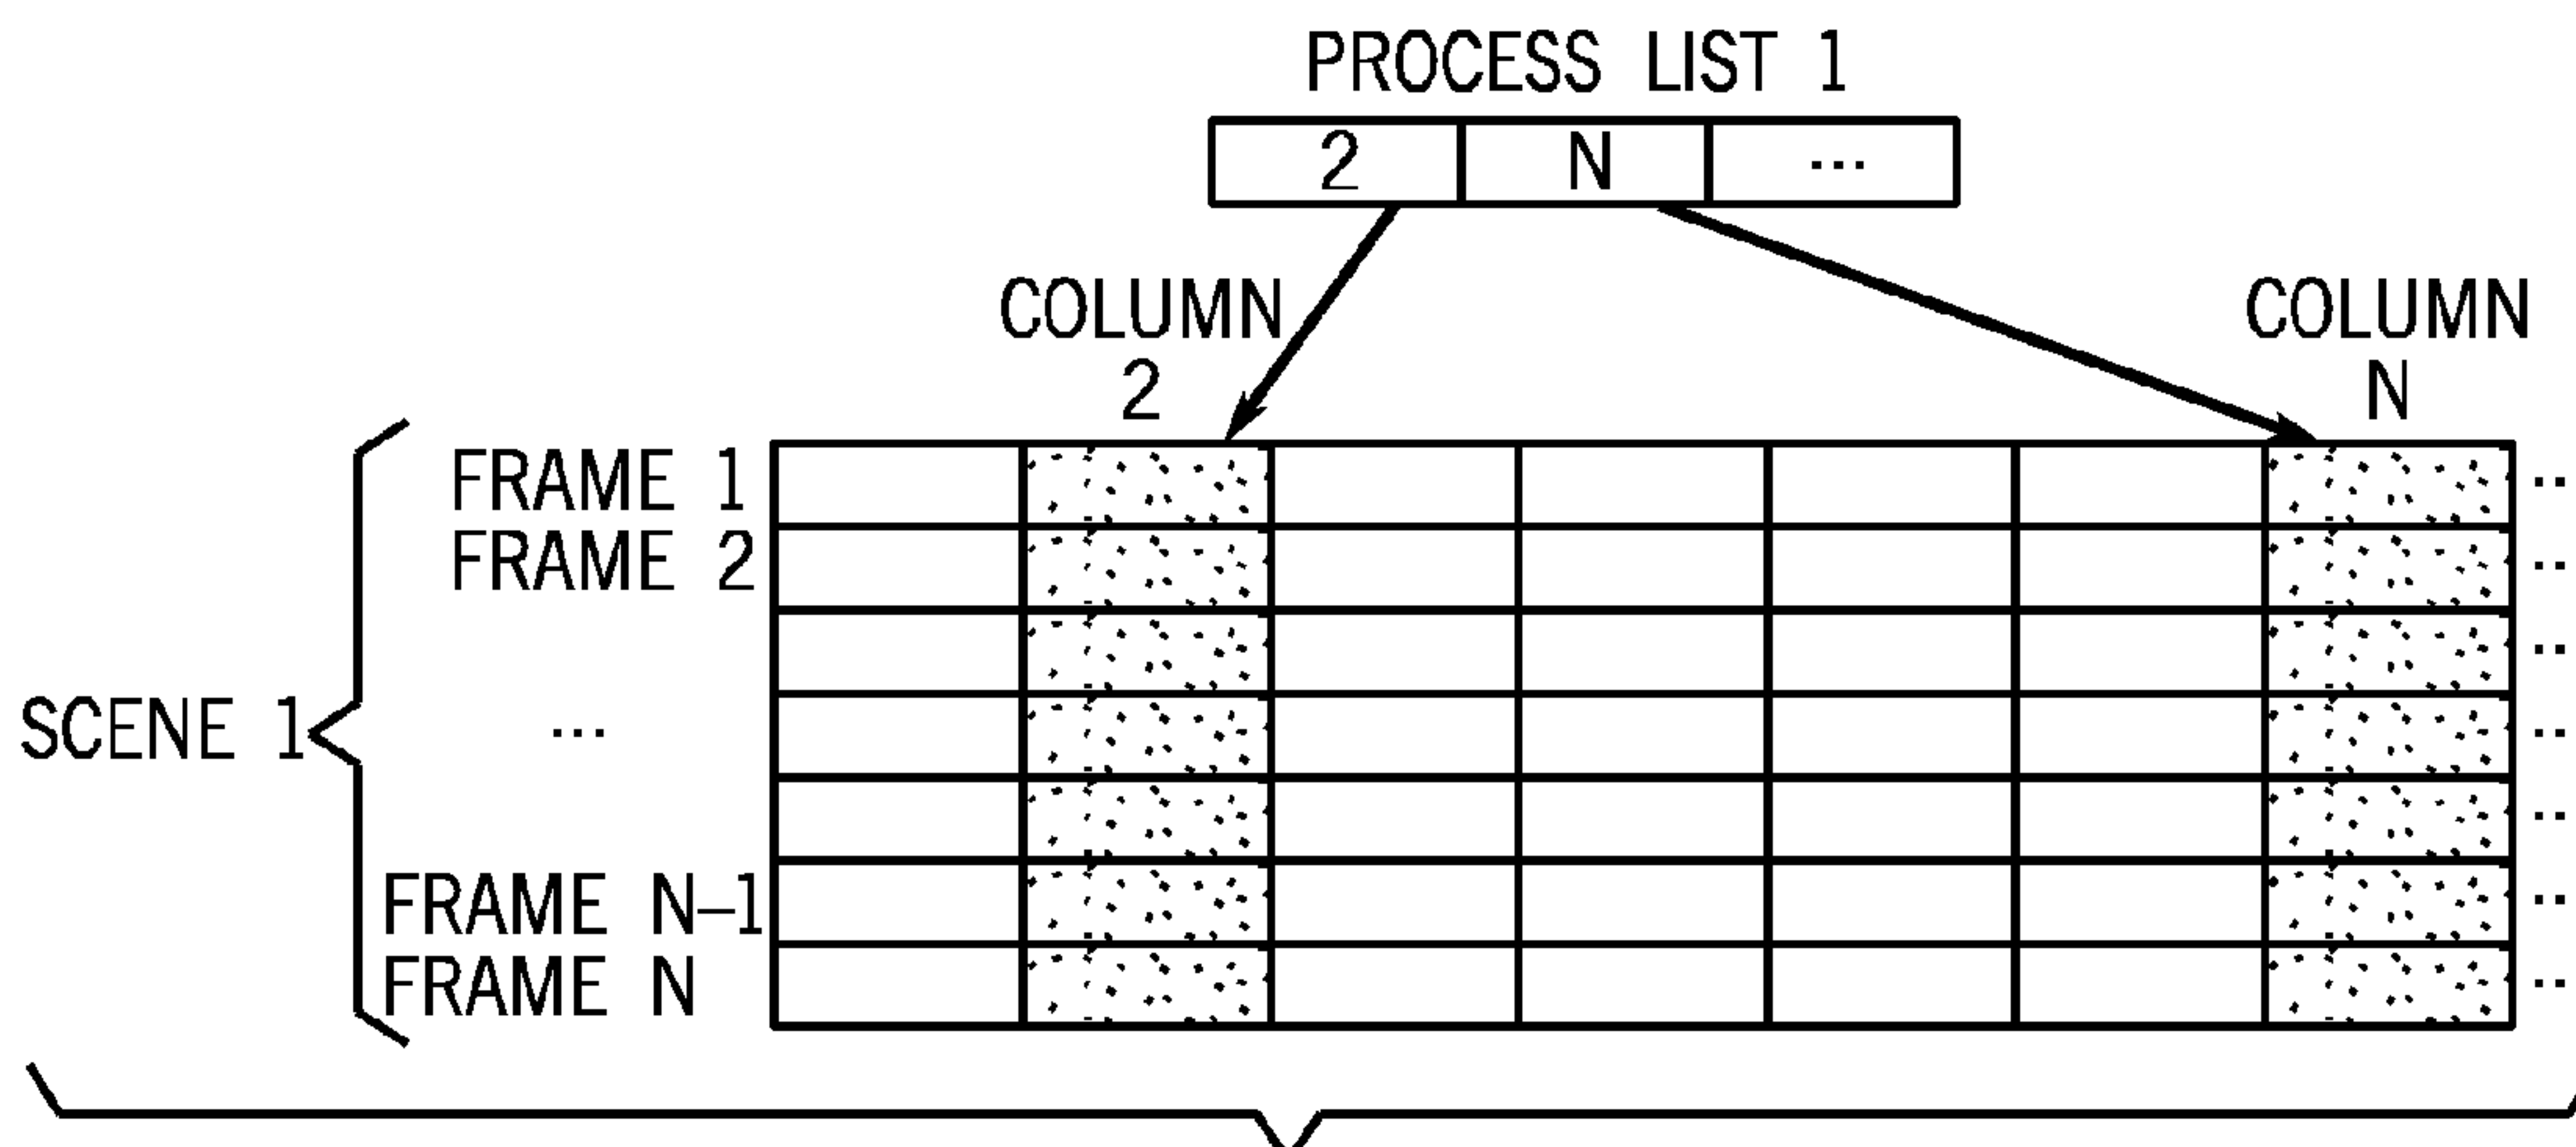 PROCESS LIST 1
2 N ...
COLUMN
2
COLUMN
N
FRAME 1 ..
FRAME 2 ..
..
SCENE 1 ... ..
..
FRAME N-1 ..
FRAME N ..